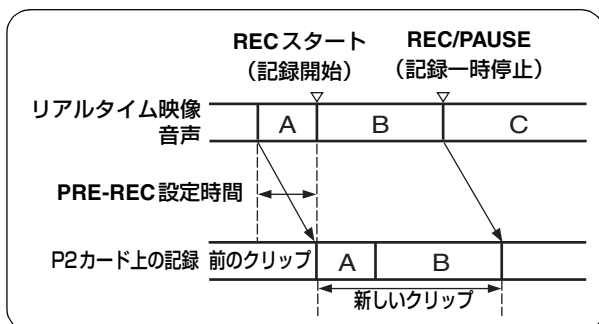 RECスタート REC/PAUSE
（記録開始） （記録一時停止）
リアルタイム映像
音声
A B C
PRE-REC設定時間
P2カード上の記録 前のクリップ A B
新しいクリップ